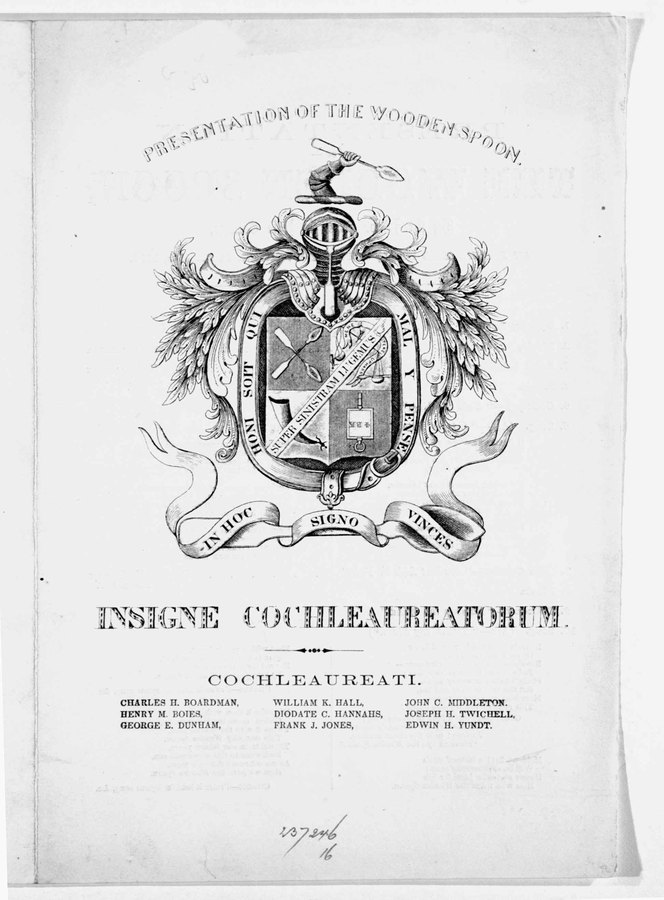 PRESENTATION OF THE WOODEN SPOON.
HONI SOIT QUI MAL Y PENSE
SUPER SINISTRAM LUGEMUS
IN HOC SIGNO VINCES
INSIGNE COCHLEAUREATORUM.
COCHLEAUREATI.
CHARLES H. BOARDMAN, WILLIAM K. HALL, JOHN C. MIDDLETON.
HENRY M. BOIES, DIODATE C. HANNAHS, JOSEPH H. TWICHELL,
GEORGE E. DUNHAM, FRANK J. JONES, EDWIN H. YUNDT.
237246
16